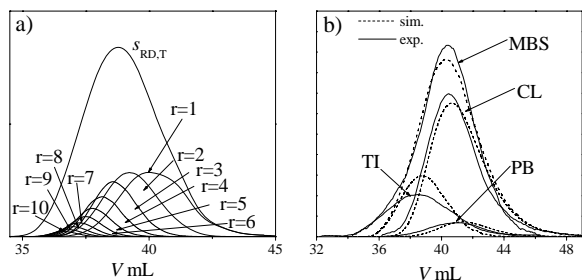 a)
s RD,T
r=1
r=2
r=3
r=4
r=5
r=6
r=7
r=8
r=9
r=10
35
40
45
V mL
b)
sim.
exp.
MBS
CL
TI
PB
32
36
40
44
48
V mL